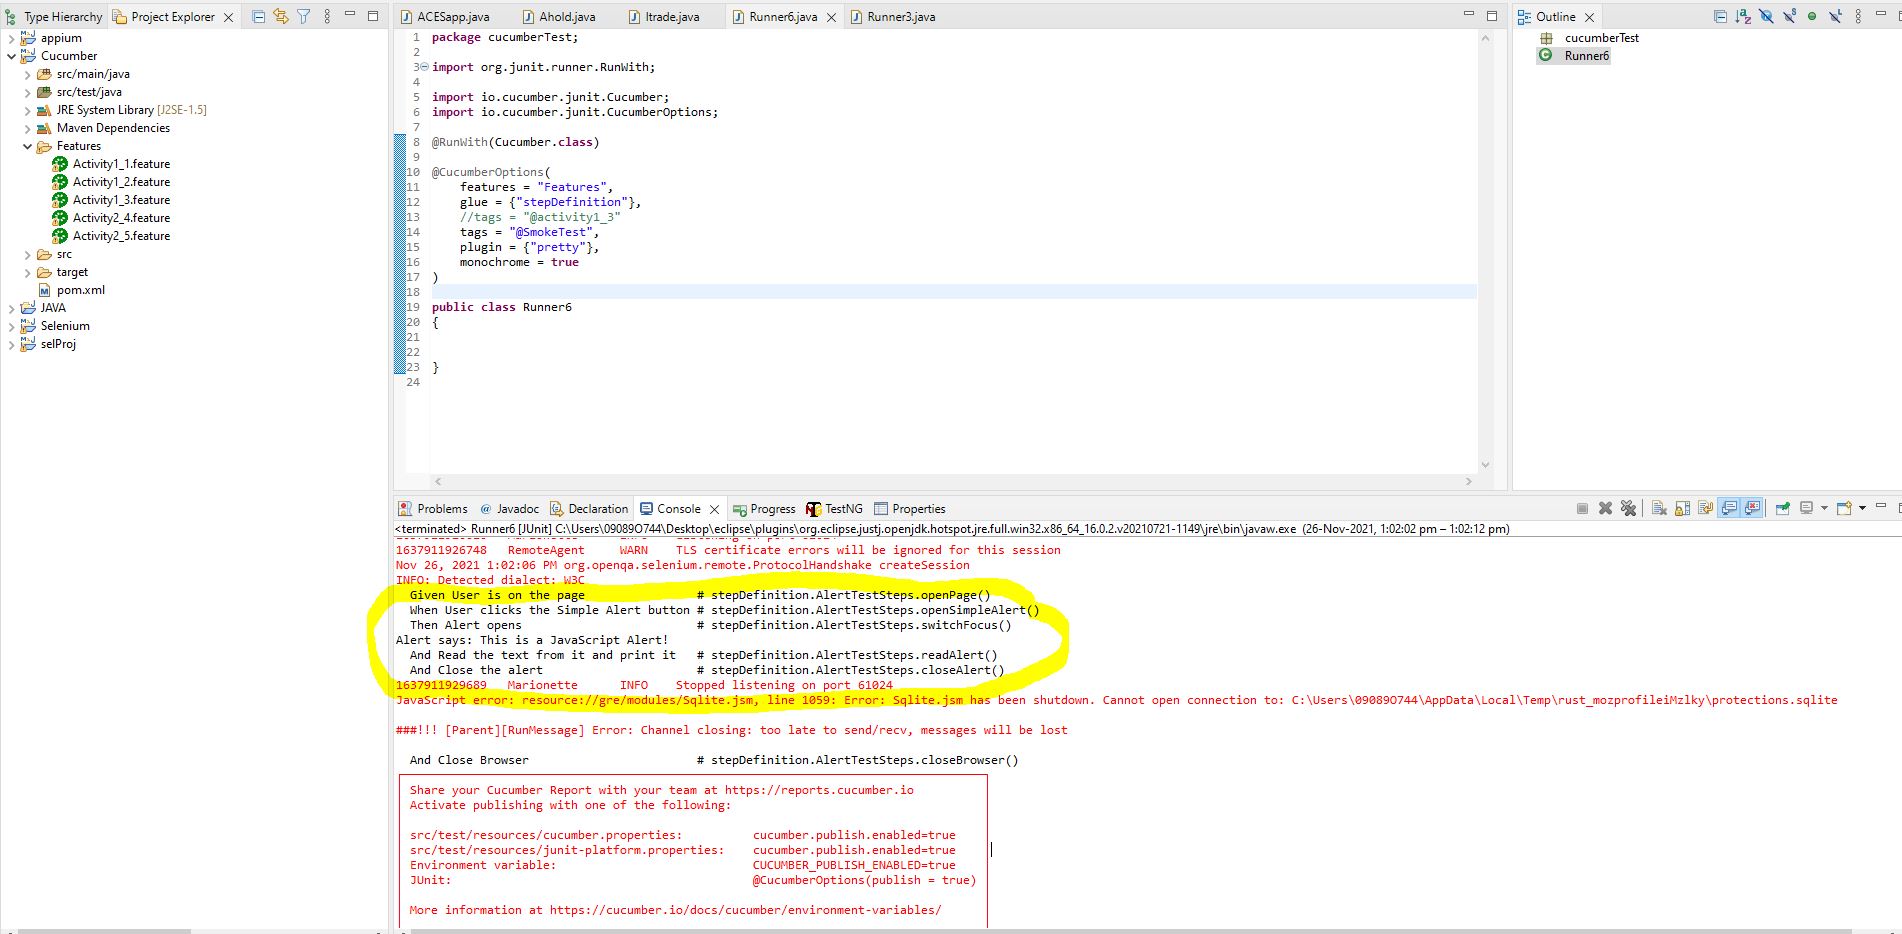 Type Hierarchy
Project Explorer
appium
Cucumber
src/main/java
src/test/java
JRE System Library [J2SE-1.5]
Maven Dependencies
Features
Activity1_1.feature
Activity1_2.feature
Activity1_3.feature
Activity2_4.feature
Activity2_5.feature
src
target
pom.xml
JAVA
Selenium
selProj
ACESapp.java
Ahold.java
Itrade.java
Runner6.java
Runner3.java
1 package cucumberTest;
2
3 import org.junit.runner.RunWith;
4
5 import io.cucumber.junit.Cucumber;
6 import io.cucumber.junit.CucumberOptions;
7
8 @RunWith(Cucumber.class)
9
10 @CucumberOptions(
11 features = "Features",
12 glue = {"stepDefinition"},
13 //tags = "@activity1_3"
14 tags = "@SmokeTest",
15 plugin = {"pretty"},
16 monochrome = true
17 )
18
19 public class Runner6
20 {
21
22
23 }
24
Outline
cucumberTest
Runner6
Problems
Javadoc
Declaration
Console
Progress
TestNG
Properties
<terminated> Runner6 [JUnit] C:\Users\09089O744\Desktop\eclipse\plugins\org.eclipse.justj.openjdk.hotspot.jre.full.win32.x86_64_16.0.2.v20210721-1149\jre\bin\javaw.exe (26-Nov-2021, 1:02:02 pm – 1:02:12 pm)
1637911926748 RemoteAgent WARN TLS certificate errors will be ignored for this session
Nov 26, 2021 1:02:06 PM org.openqa.selenium.remote.ProtocolHandshake createSession
INFO: Detected dialect: W3C
Given User is on the page # stepDefinition.AlertTestSteps.openPage()
When User clicks the Simple Alert button # stepDefinition.AlertTestSteps.openSimpleAlert()
Then Alert opens # stepDefinition.AlertTestSteps.switchFocus()
Alert says: This is a JavaScript Alert!
And Read the text from it and print it # stepDefinition.AlertTestSteps.readAlert()
And Close the alert # stepDefinition.AlertTestSteps.closeAlert()
1637911929689 Marionette INFO Stopped listening on port 61024
JavaScript error: resource://gre/modules/Sqlite.jsm, line 1059: Error: Sqlite.jsm has been shutdown. Cannot open connection to: C:\Users\09089O744\AppData\Local\Temp\rust_mozprofileiMzlky\protections.sqlite
###!!! [Parent][RunMessage] Error: Channel closing: too late to send/recv, messages will be lost
And Close Browser # stepDefinition.AlertTestSteps.closeBrowser()
Share your Cucumber Report with your team at https://reports.cucumber.io
Activate publishing with one of the following:
src/test/resources/cucumber.properties: cucumber.publish.enabled=true
src/test/resources/junit-platform.properties: cucumber.publish.enabled=true
Environment variable: CUCUMBER_PUBLISH_ENABLED=true
JUnit: @CucumberOptions(publish = true)
More information at https://cucumber.io/docs/cucumber/environment-variables/